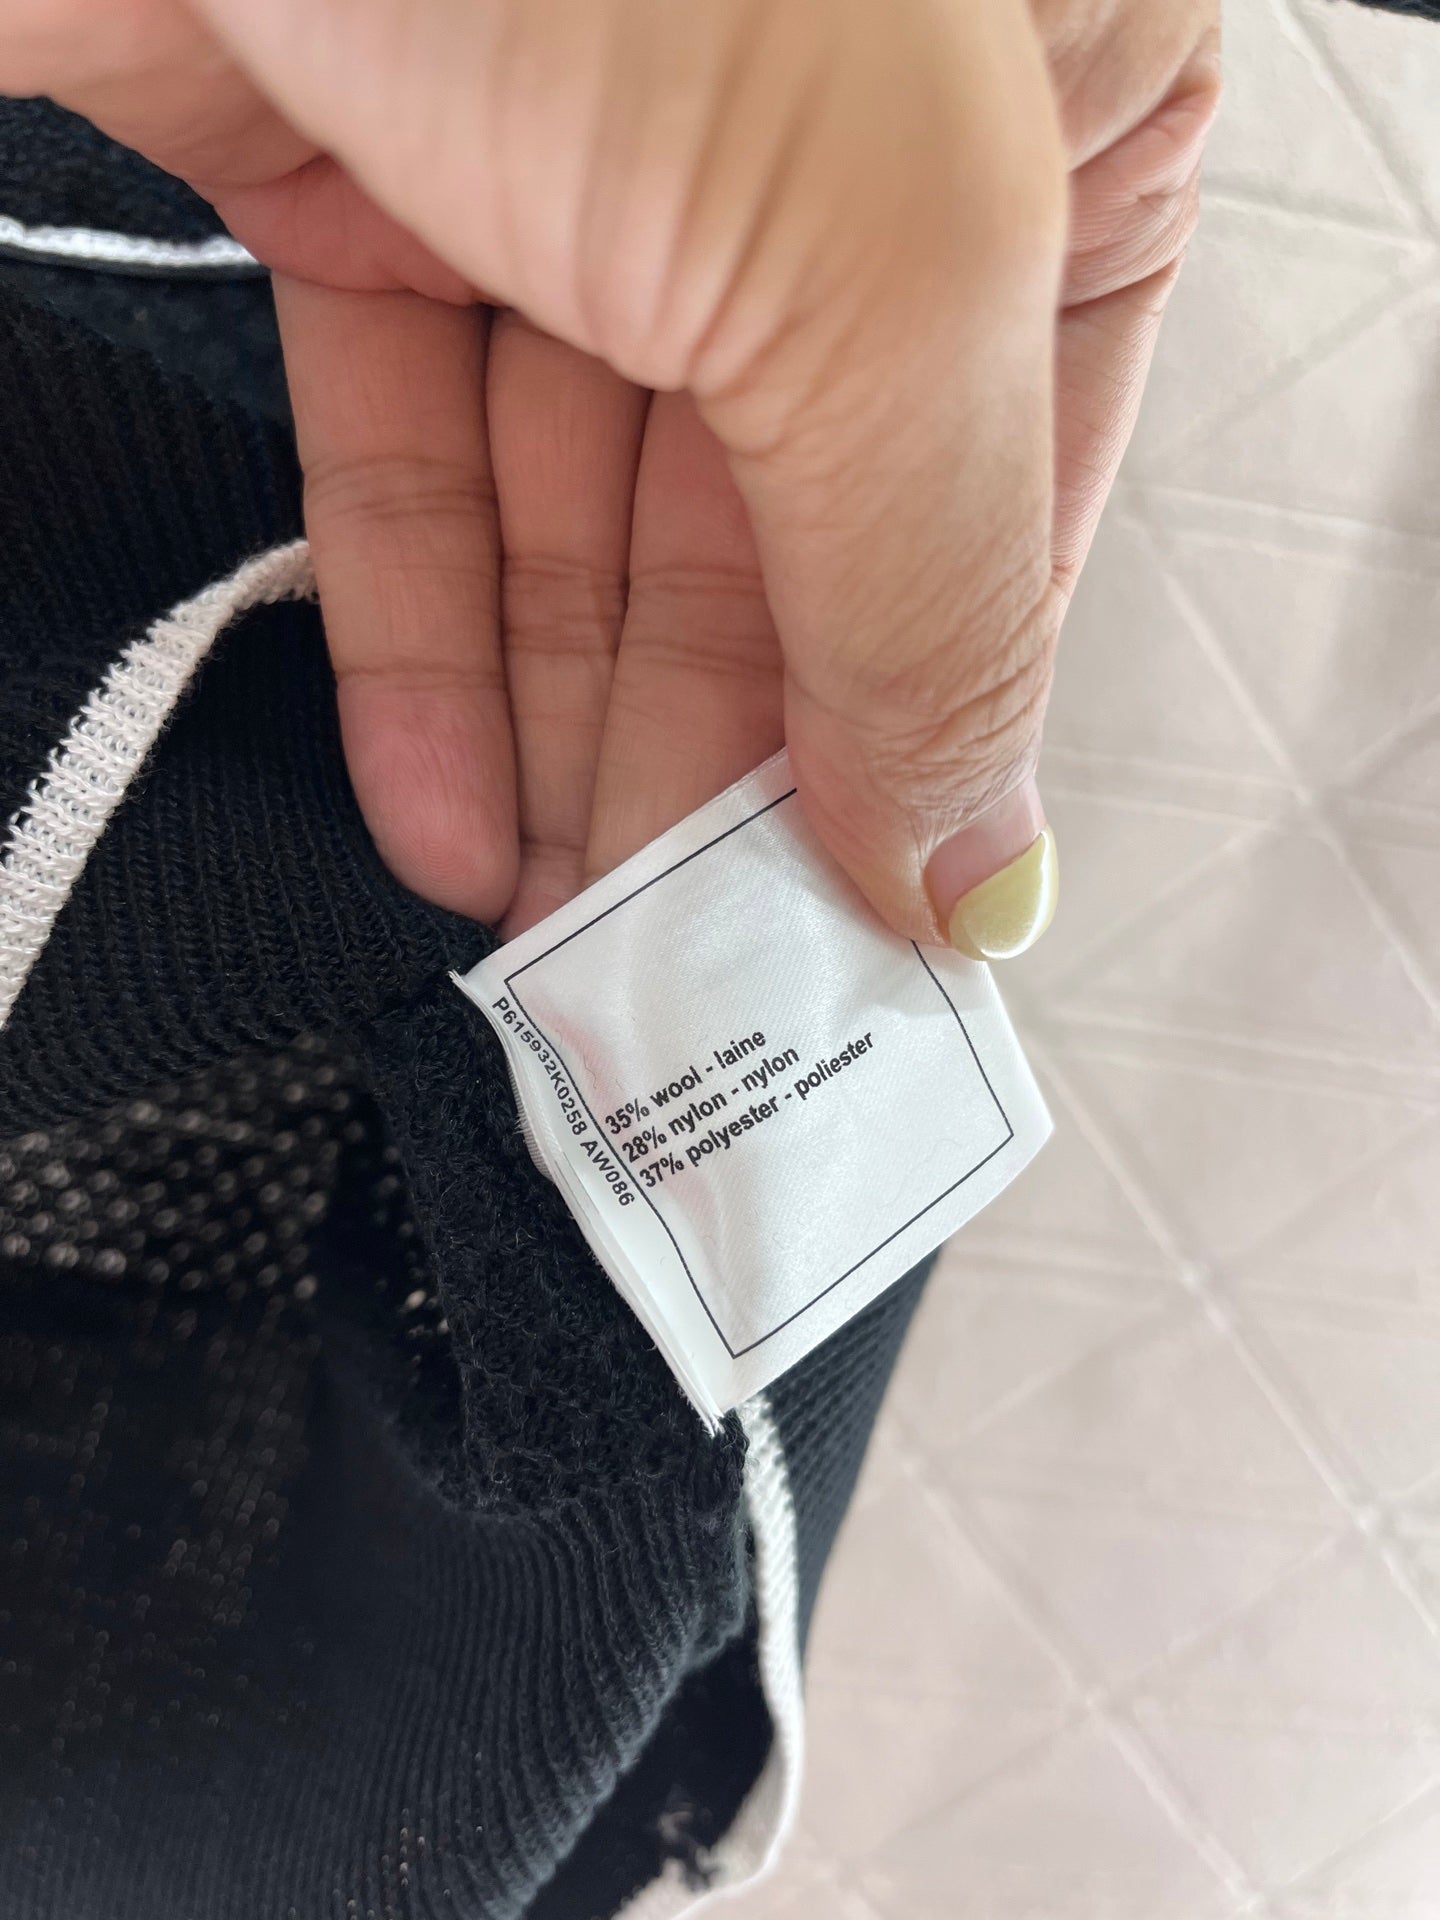 P615932K0258 AW086
35% wool - laine
28% nylon - nylon
37% polyester - poliester